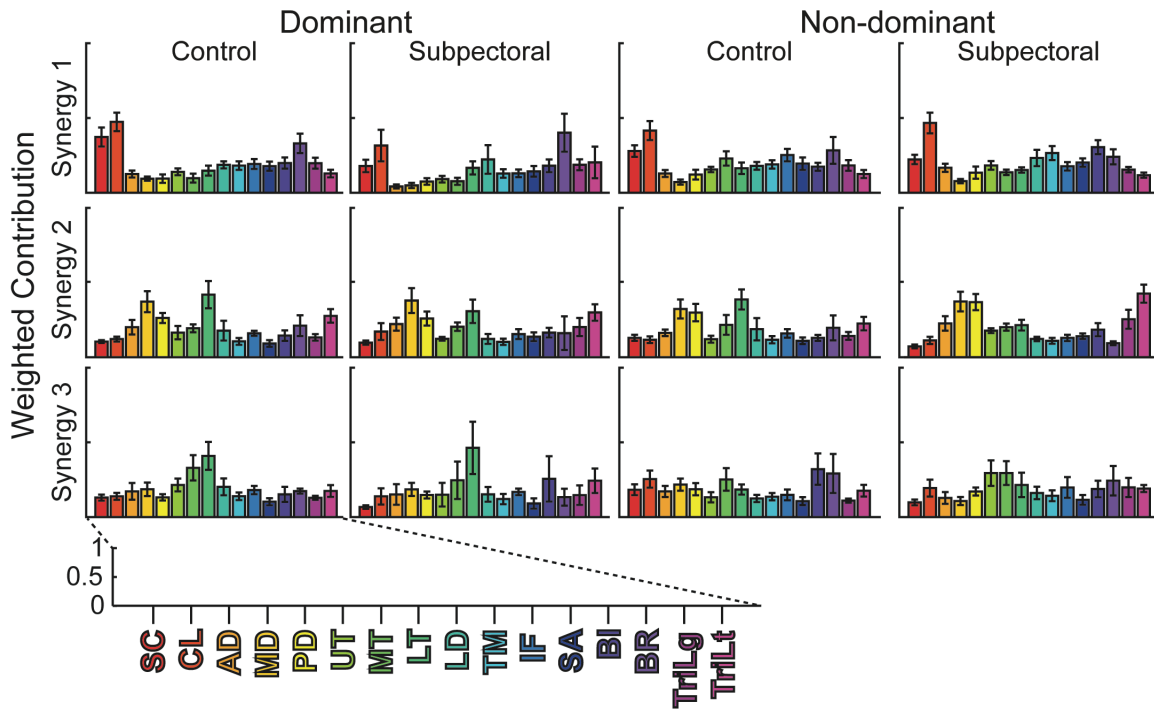 Dominant
Non-dominant
Control
Subpectoral
Control
Subpectoral
Weighted Contribution
Synergy 1
Synergy 2
Synergy 3
1
0.5
0
SC
CL
AD
MD
PD
UT
MT
LT
LD
TM
IF
SA
BI
BR
TriLg
TriLt